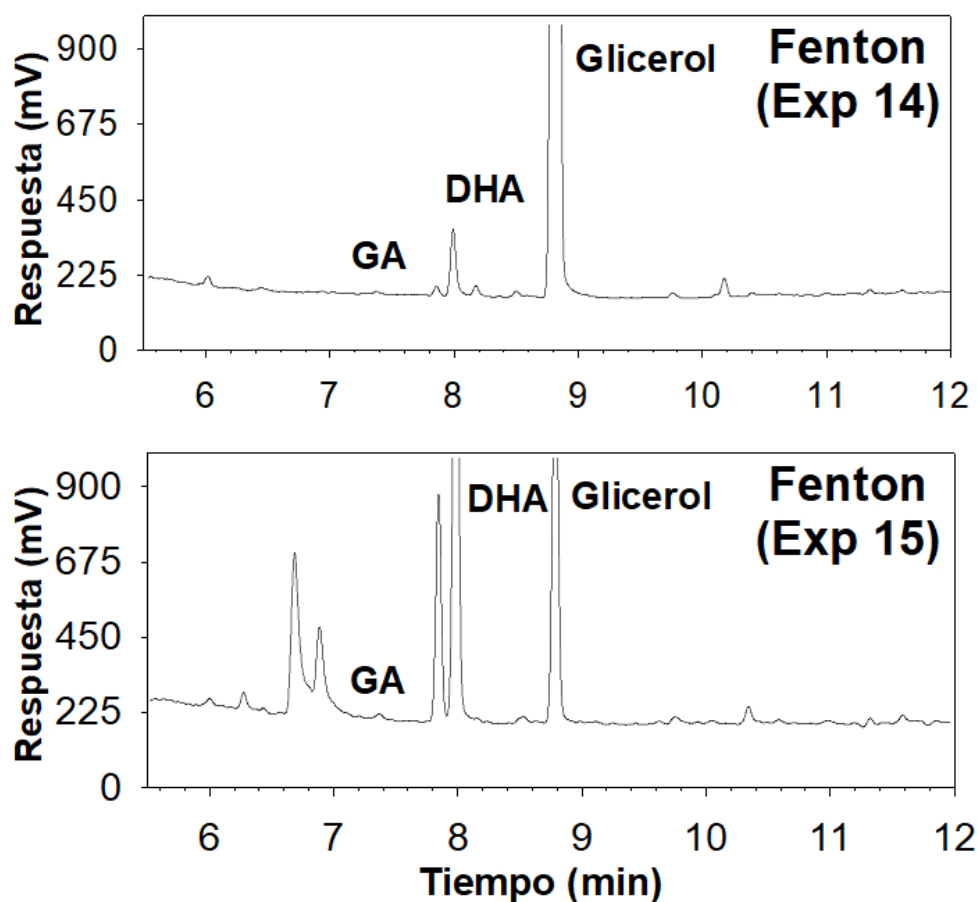 Respuesta (mV)
900
675
450
225
0
Glicerol
Fenton
(Exp 14)
DHA
GA
6 7 8 9 10 11 12
Respuesta (mV)
900
675
450
225
0
DHA Glicerol
Fenton
(Exp 15)
GA
6 7 8 9 10 11 12
Tiempo (min)